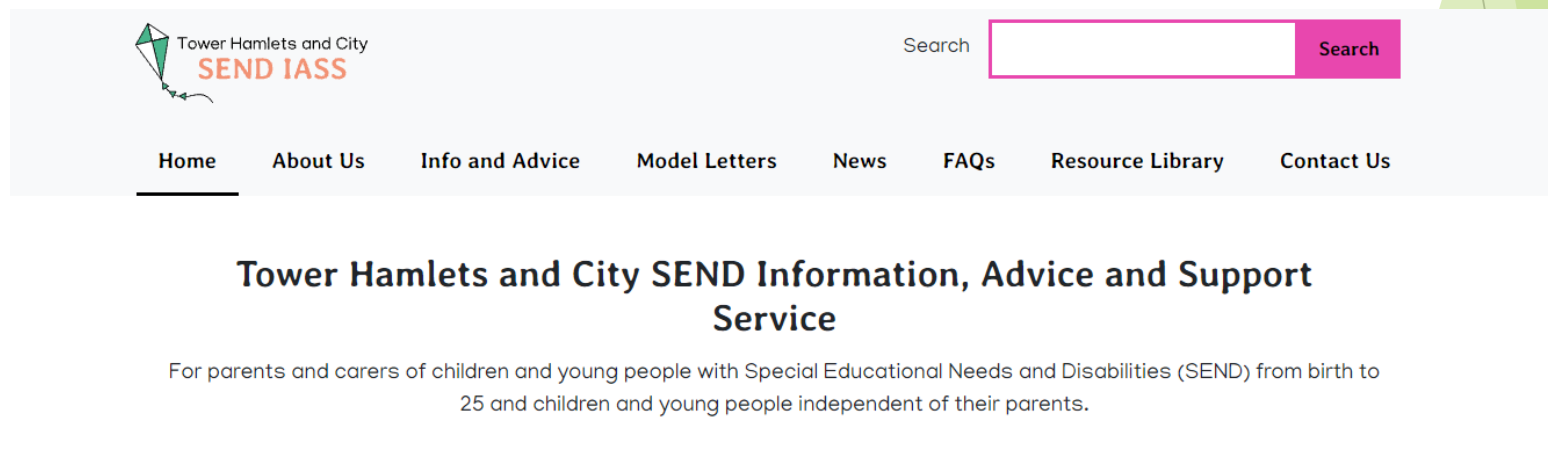 Tower Hamlets and City
SEND IASS
Search
Search
Home About Us Info and Advice Model Letters News FAQs Resource Library Contact Us
Tower Hamlets and City SEND Information, Advice and Support
Service
For parents and carers of children and young people with Special Educational Needs and Disabilities (SEND) from birth to
25 and children and young people independent of their parents.